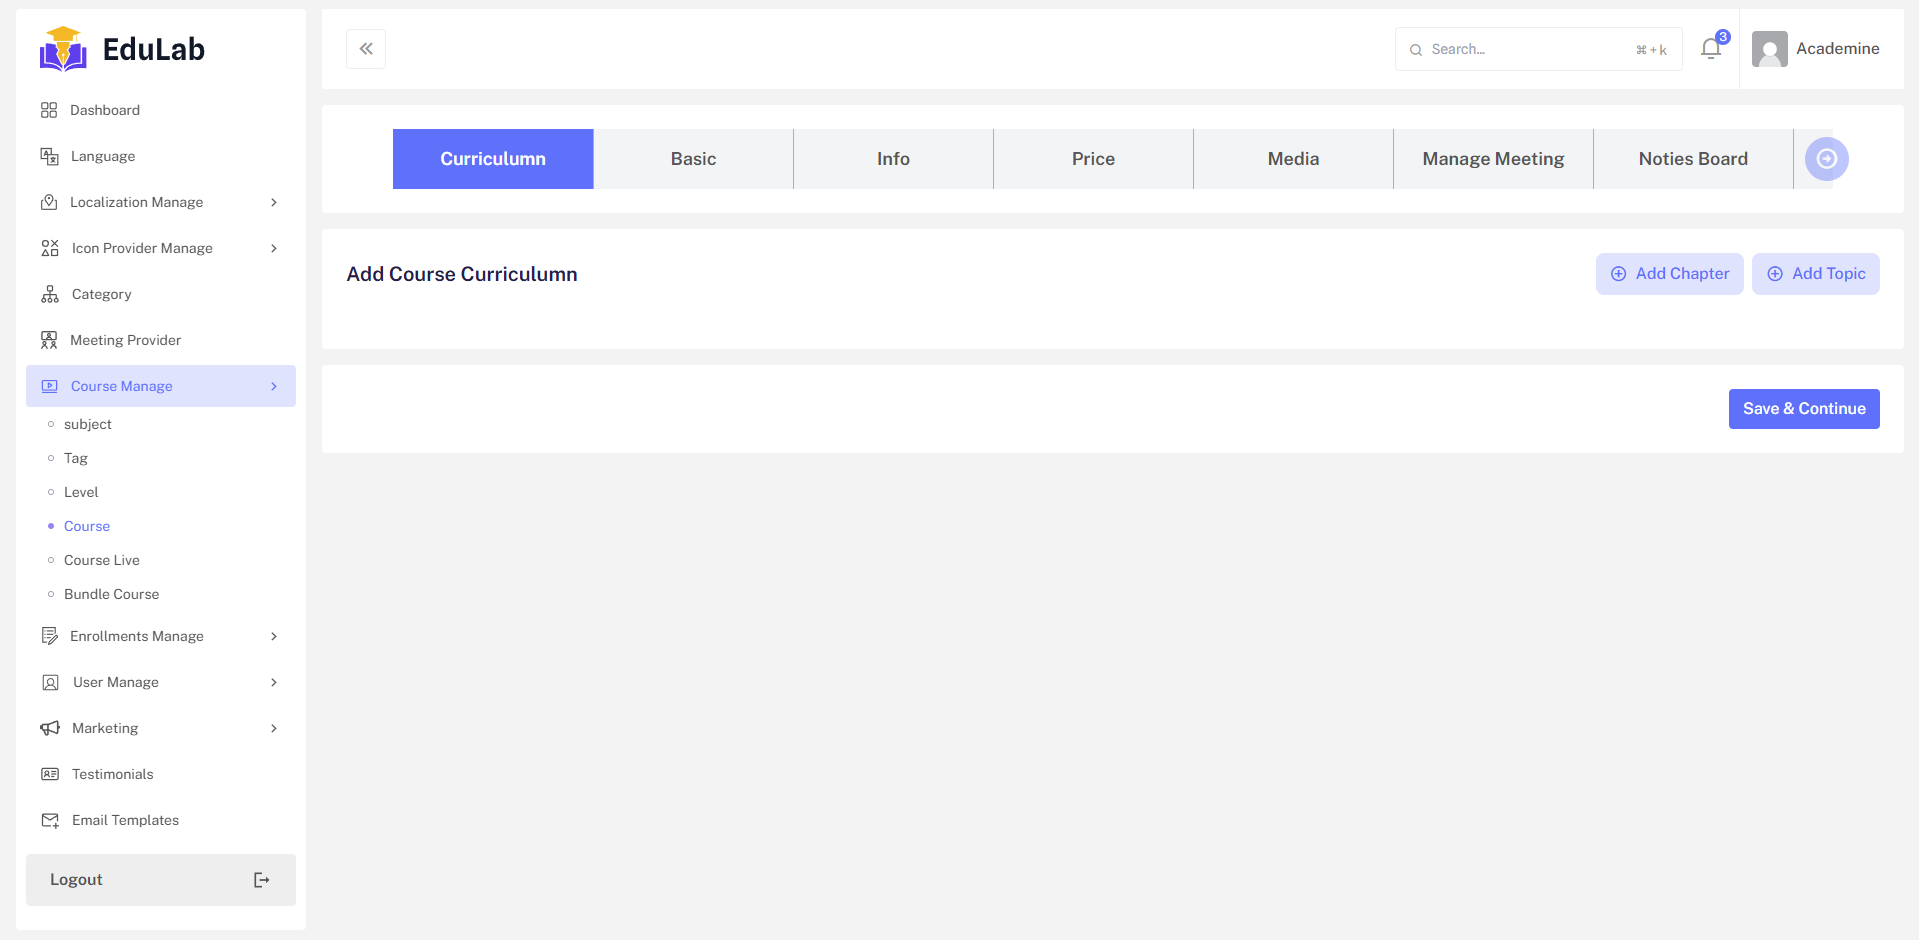 EduLab
Dashboard
Language
Localization Manage
Icon Provider Manage
Category
Meeting Provider
Course Manage
subject
Tag
Level
Course
Course Live
Bundle Course
Enrollments Manage
User Manage
Marketing
Testimonials
Email Templates
Logout
Search... ⌘+k
3
Academine
Curriculumn Basic Info Price Media Manage Meeting Noties Board
Add Course Curriculumn
Add Chapter Add Topic
Save & Continue